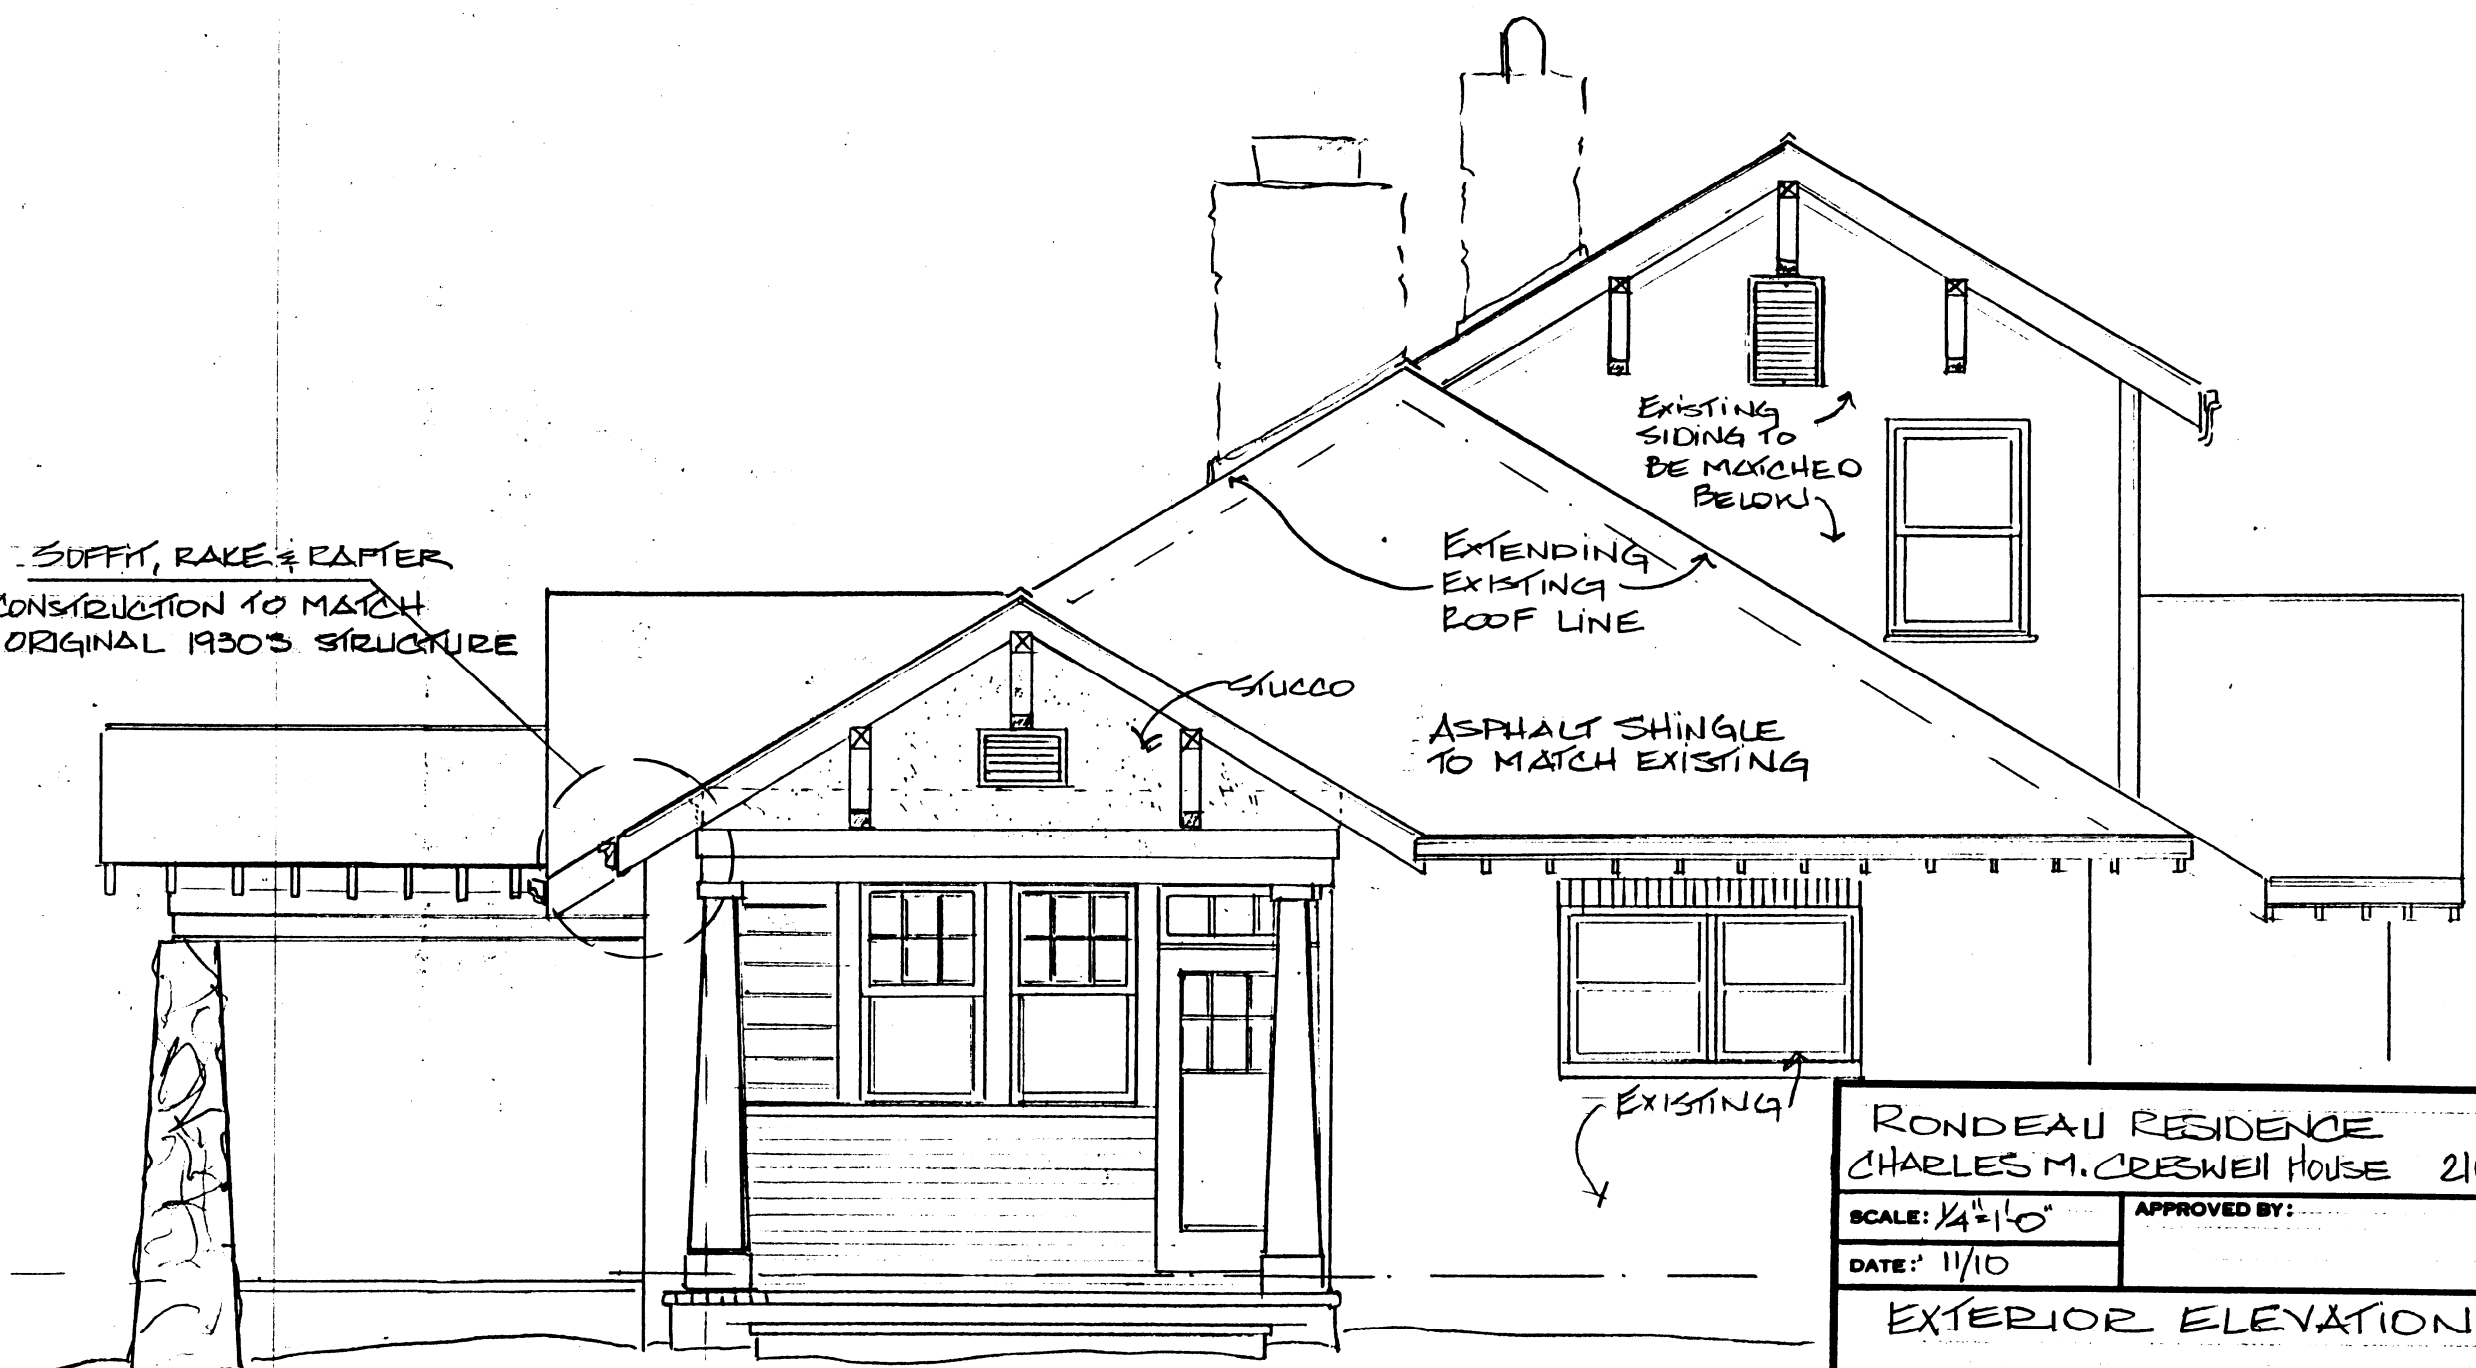 SOFFIT, RAKE & RAFTER
CONSTRUCTION TO MATCH
ORIGINAL 1930'S STRUCTURE
EXISTING
SIDING TO
BE MATCHED
BELOW
EXTENDING
EXISTING
ROOF LINE
STUCCO
ASPHALT SHINGLE
TO MATCH EXISTING
EXISTING
RONDEAU RESIDENCE
CHARLES M. CRESWELL HOUSE
SCALE: 1/4"=1'-0"
APPROVED BY:
DATE: 11/10
EXTERIOR ELEVATION